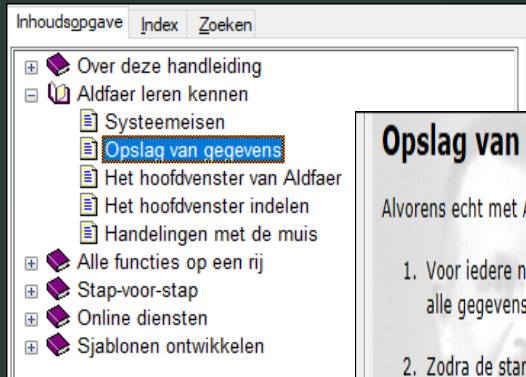 Inhoudsopgave Index Zoeken
Over deze handleiding
Aldfaer leren kennen
Systeemeisen
Opslag van gegevens
Het hoofdvenster van Aldfaer
Het hoofdvenster indelen
Handelingen met de muis
Alle functies op een rij
Stap-voor-stap
Online diensten
Sjablonen ontwikkelen
Opslag van
Alvorens echt met A
1. Voor iedere n
alle gegevens
2. Zodra de star